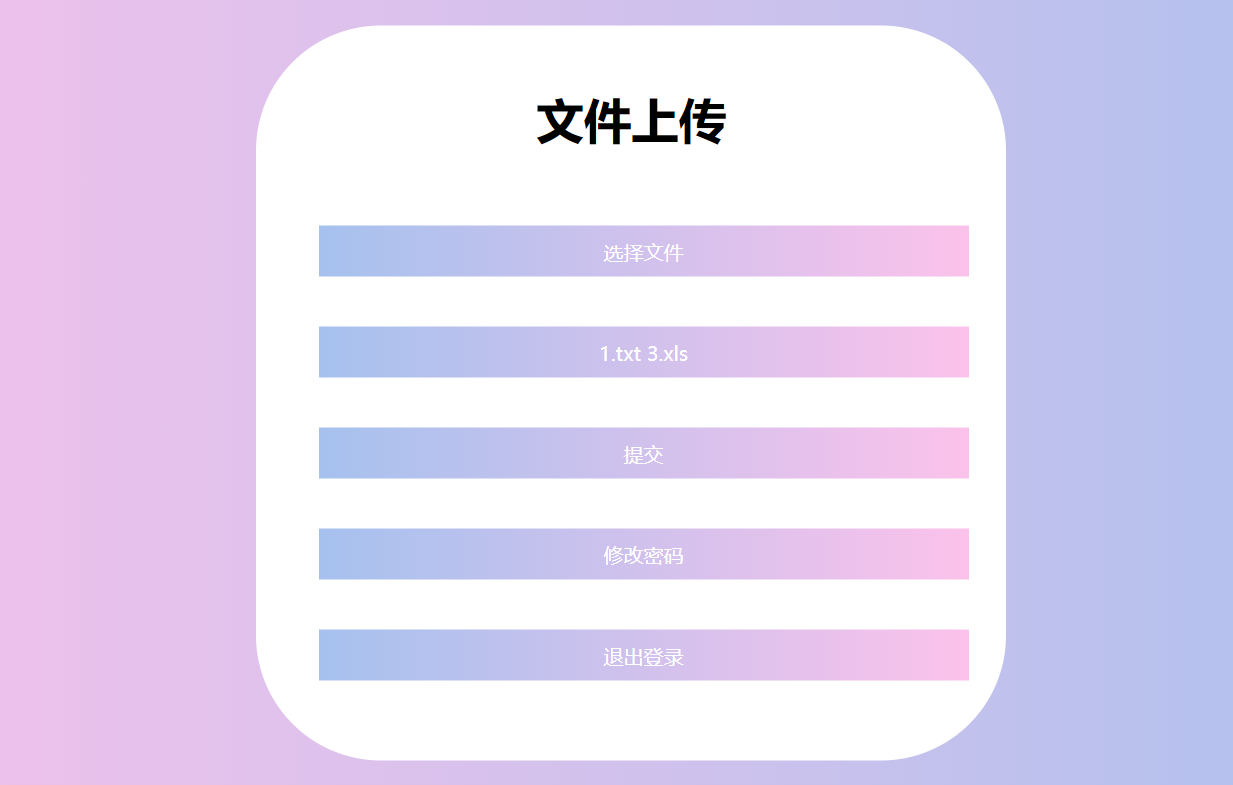 文件上传
选择文件
1.txt 3.xls
提交
修改密码
退出登录